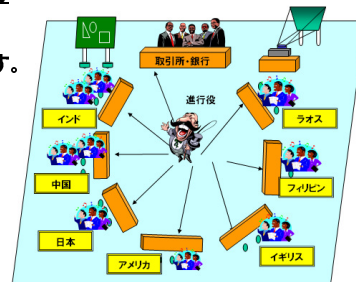 す。
取引所・銀行
進行役
インド
ラオス
中国
フィリピン
日本
アメリカ
イギリス